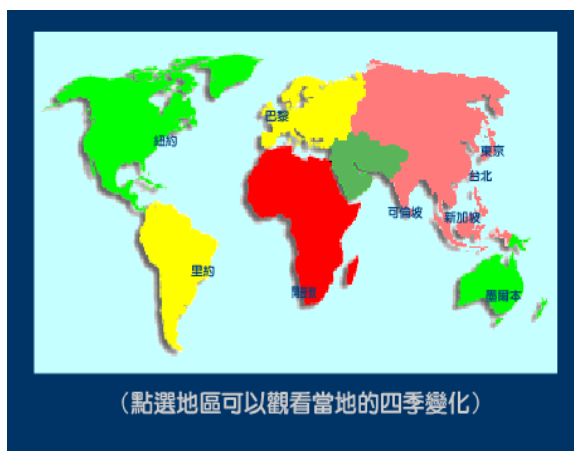 巴黎
紐約
東京
台北
可倫坡
新加坡
里約
墨爾本
(點選地區可以觀看當地的四季變化)